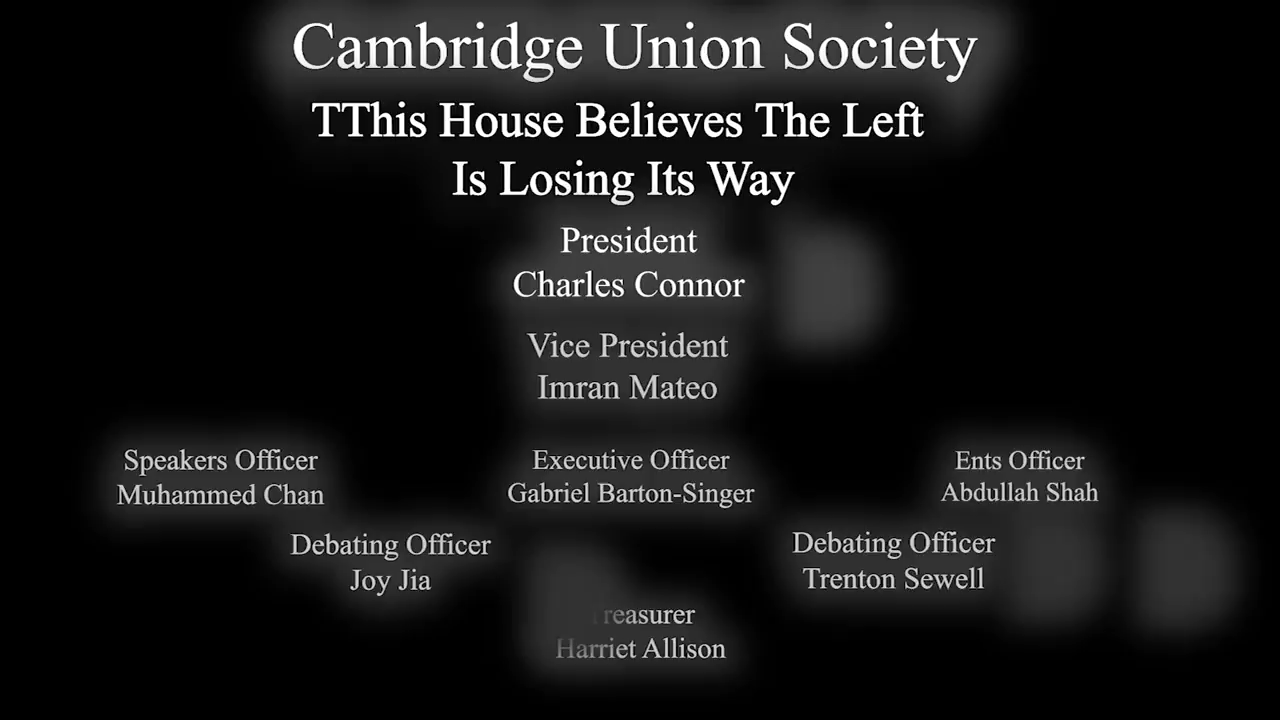 Cambridge Union Society
TThis House Believes The Left
Is Losing Its Way
President
Charles Connor
Vice President
Imran Mateo
Speakers Officer
Muhammed Chan
Executive Officer
Gabriel Barton-Singer
Ents Officer
Abdullah Shah
Debating Officer
Joy Jia
Debating Officer
Trenton Sewell
Treasurer
Harriet Allison